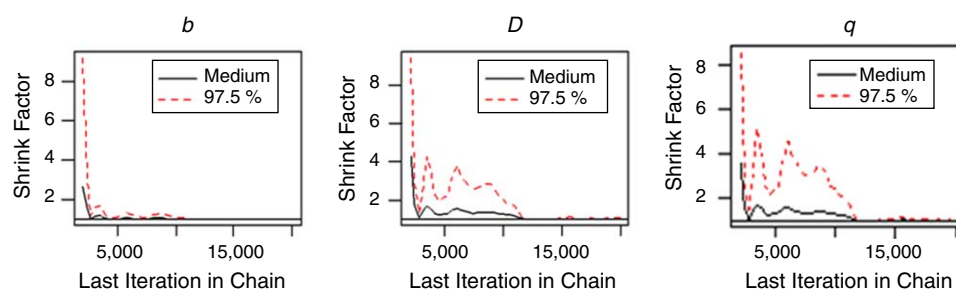 b
Shrink Factor
8
6
4
2
Medium
97.5 %
5,000
15,000
Last Iteration in Chain
D
Shrink Factor
8
6
4
2
Medium
97.5 %
5,000
15,000
Last Iteration in Chain
q
Shrink Factor
8
6
4
2
Medium
97.5 %
5,000
15,000
Last Iteration in Chain